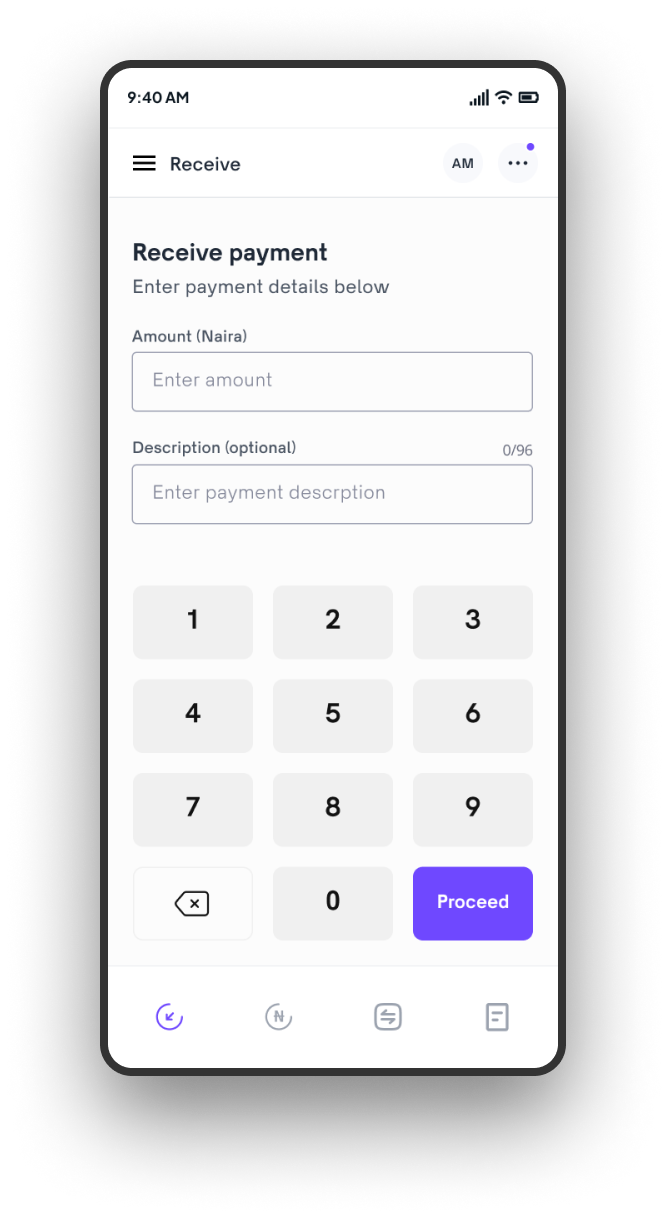 9:40 AM
Receive
AM
Receive payment
Enter payment details below
Amount (Naira)
Enter amount
Description (optional)
0/96
Enter payment descrption
1
2
3
4
5
6
7
8
9
0
Proceed
₦